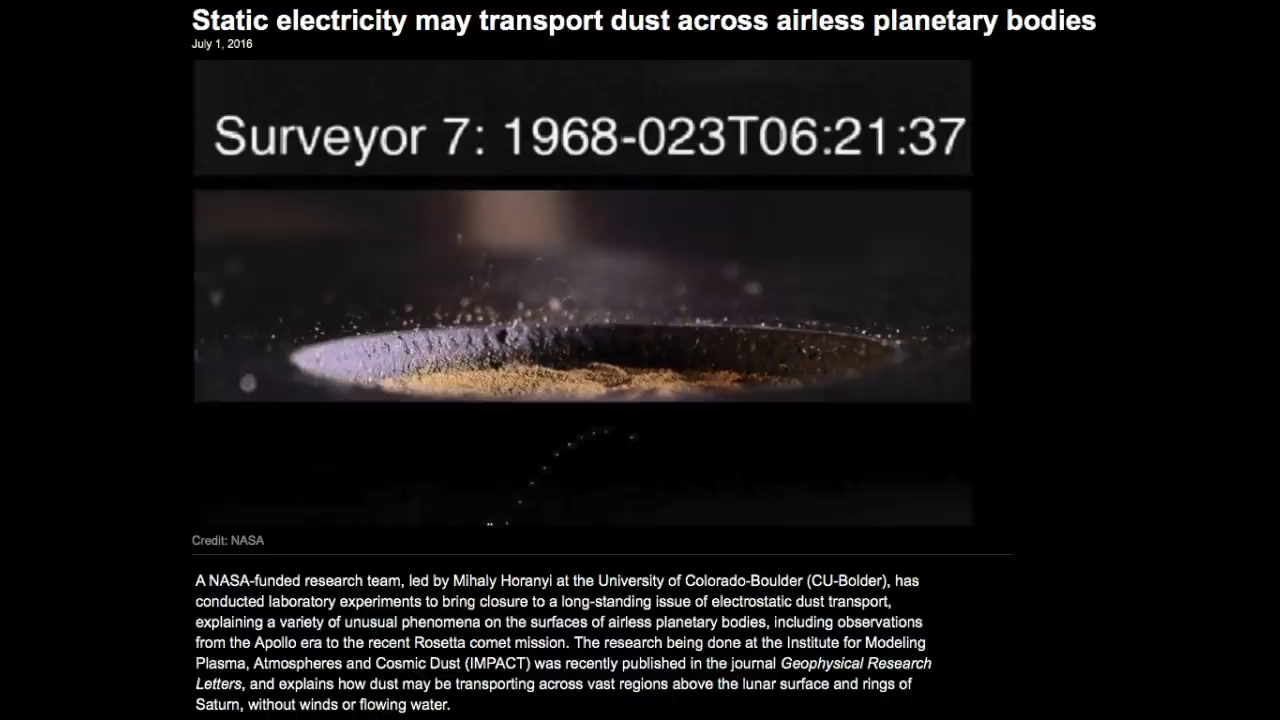 Static electricity may transport dust across airless planetary bodies
July 1, 2016
Surveyor 7: 1968-023T06:21:37
Credit: NASA
A NASA-funded research team, led by Mihaly Horanyi at the University of Colorado-Boulder (CU-Bolder), has
conducted laboratory experiments to bring closure to a long-standing issue of electrostatic dust transport,
explaining a variety of unusual phenomena on the surfaces of airless planetary bodies, including observations
from the Apollo era to the recent Rosetta comet mission. The research being done at the Institute for Modeling
Plasma, Atmospheres and Cosmic Dust (IMPACT) was recently published in the journal Geophysical Research
Letters, and explains how dust may be transporting across vast regions above the lunar surface and rings of
Saturn, without winds or flowing water.